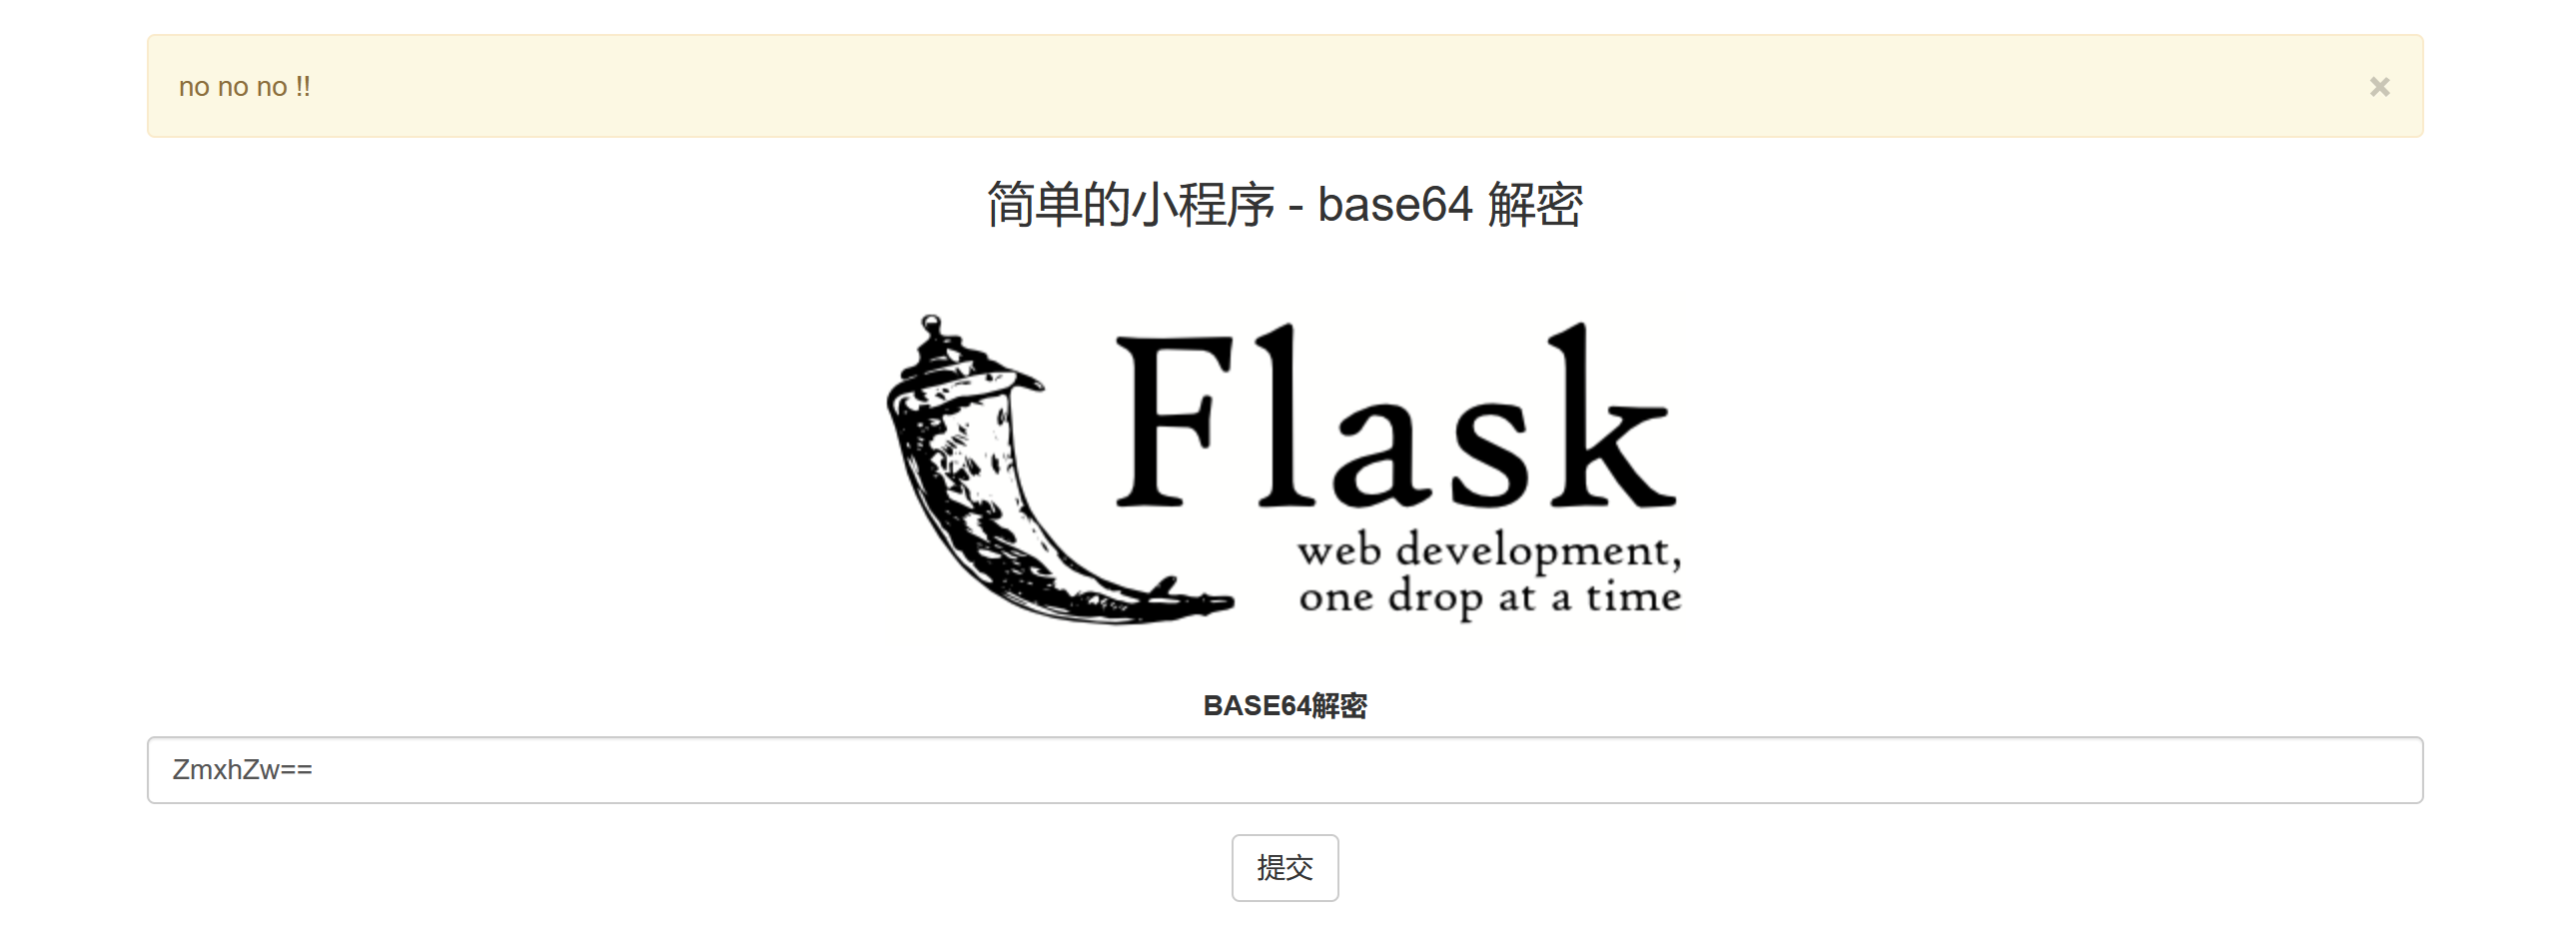 no no no !!
×
简单的小程序 - base64 解密
Flask
web development,
one drop at a time
BASE64解密
ZmxhZw==
提交